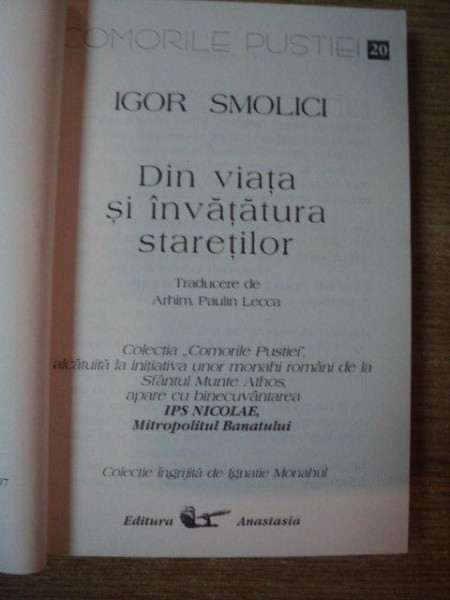 COMORILE PUSTIEI 20
IGOR SMOLICI
Din viața
și învățătura
stareților
Traducere de
Arhim. Paulin Lecca
Colecția „Comorile Pustiei",
alcătuită la inițiativa unor monahi români de la
Sfântul Munte Athos,
apare cu binecuvântarea
IPS NICOLAE,
Mitropolitul Banatului
Colecție îngrijită de Ignatie Monahul
Editura Anastasia
97